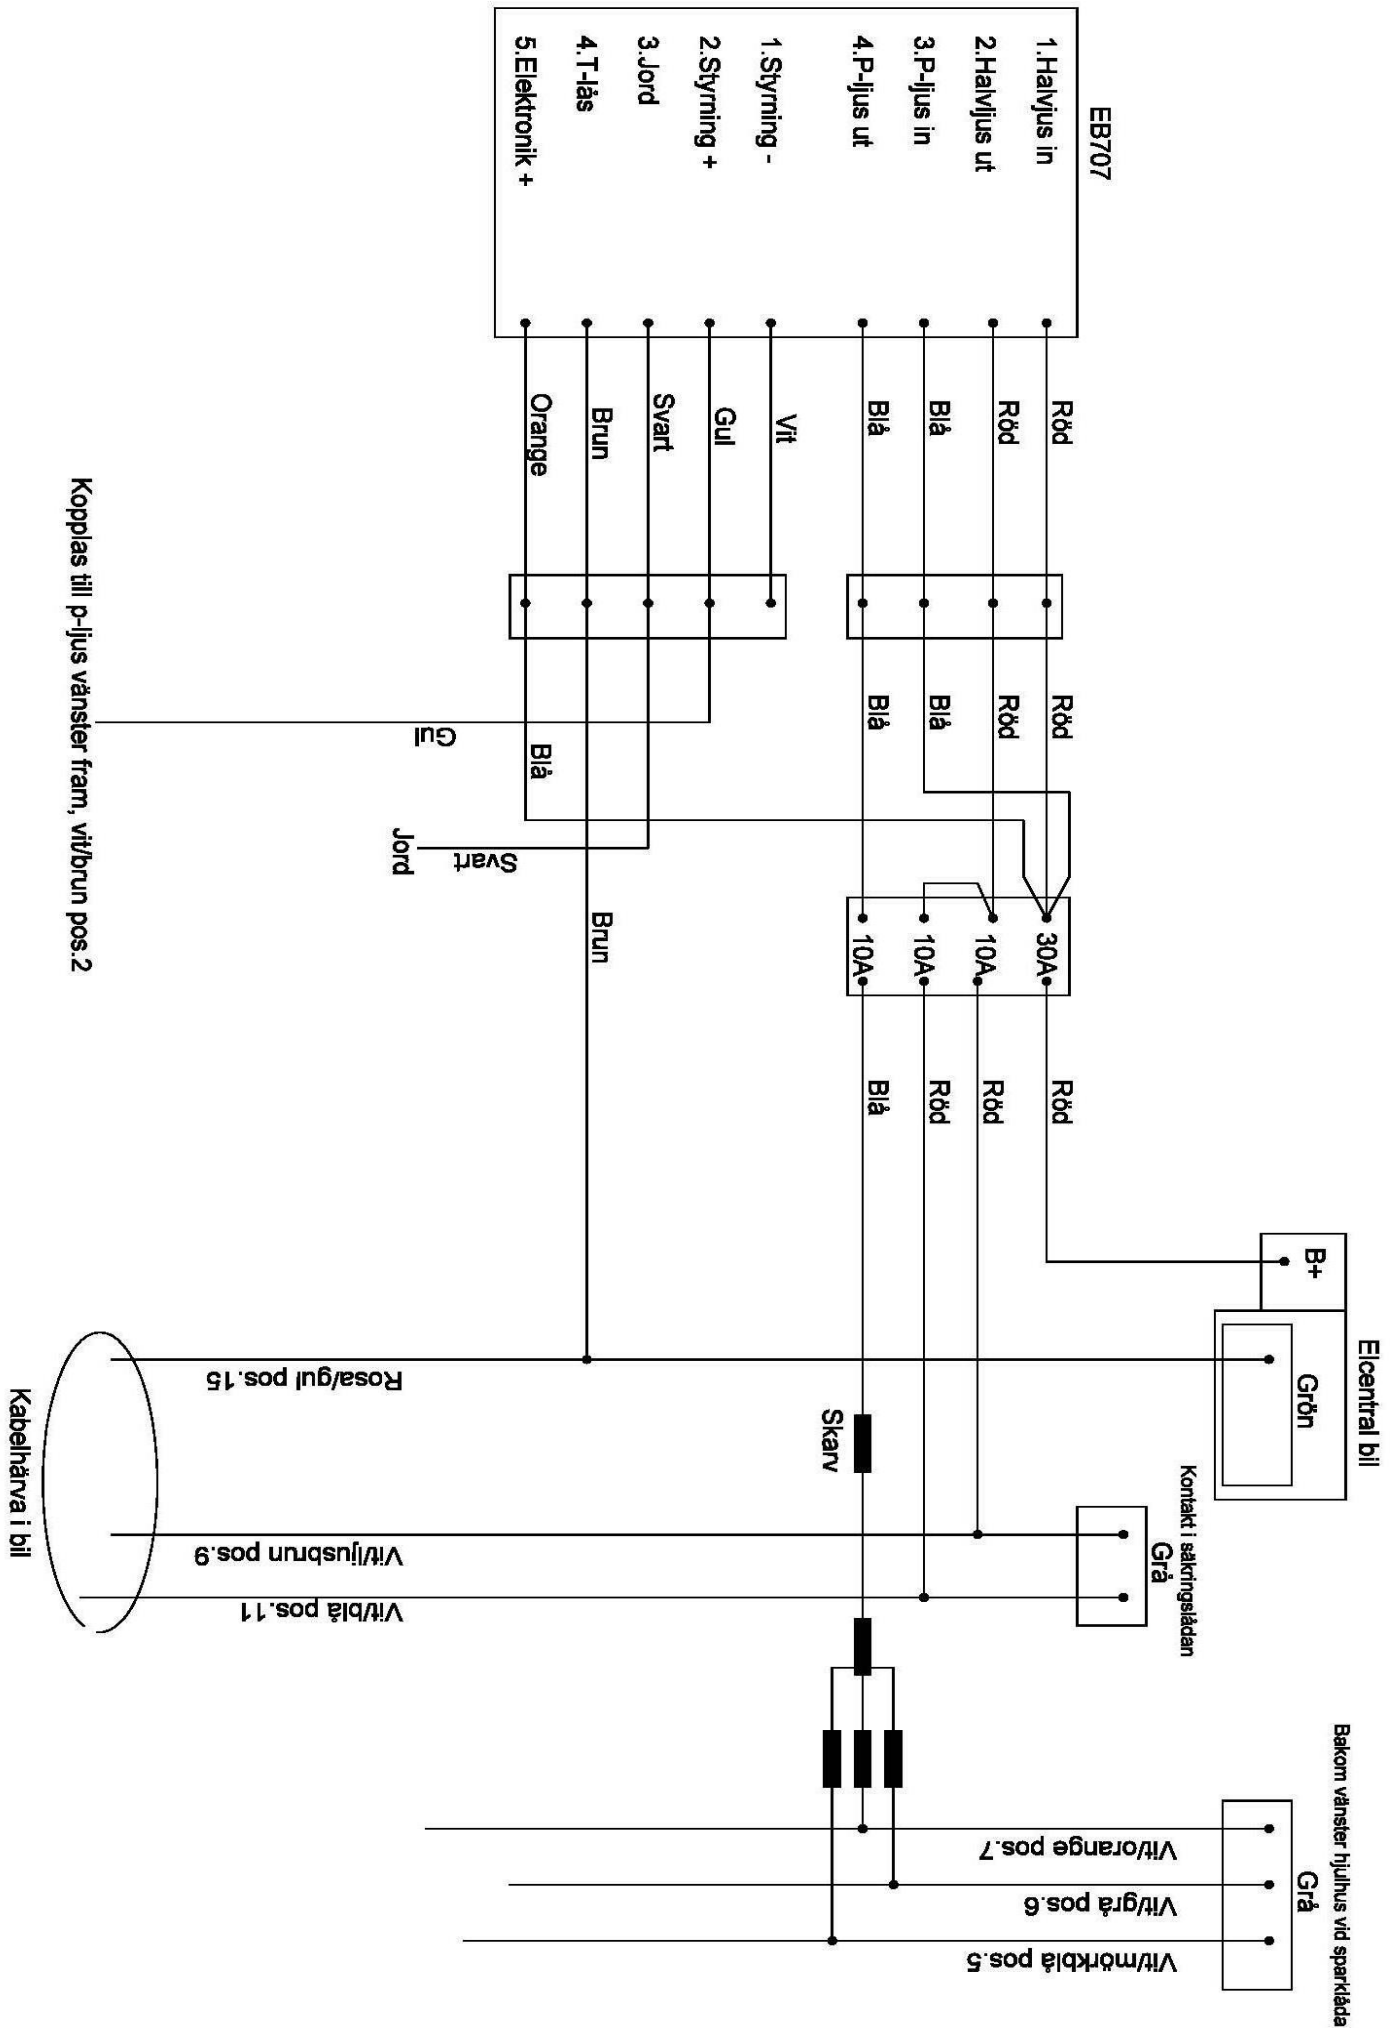 EB707
1.Halvjus in
2.Halvljus ut
3.P-ljus in
4.P-ljus ut
1.Styrning -
2.Styrning +
3.Jord
4.T-lås
5.Elektronik +
Röd
Röd
Blå
Blå
Vit
Gul
Svart
Brun
Orange
Röd
Röd
Blå
Blå
Blå
Gul
Svart
Jord
Brun
Kopplas till p-ljus vänster fram, vit/brun pos.2
30A
10A
10A
10A
Röd
Röd
Röd
Blå
Elcentral bil
B+
Grön
Rosa/gul pos.15
Skarv
Kontakt i säkringslådan
Grå
Vit/ljusbrun pos.9
Vit/blå pos.11
Kabelhärva i bil
Bakom vänster hjulhus vid sparklåda
Grå
Vit/orange pos.7
Vit/grå pos.6
Vit/mörkblå pos.5